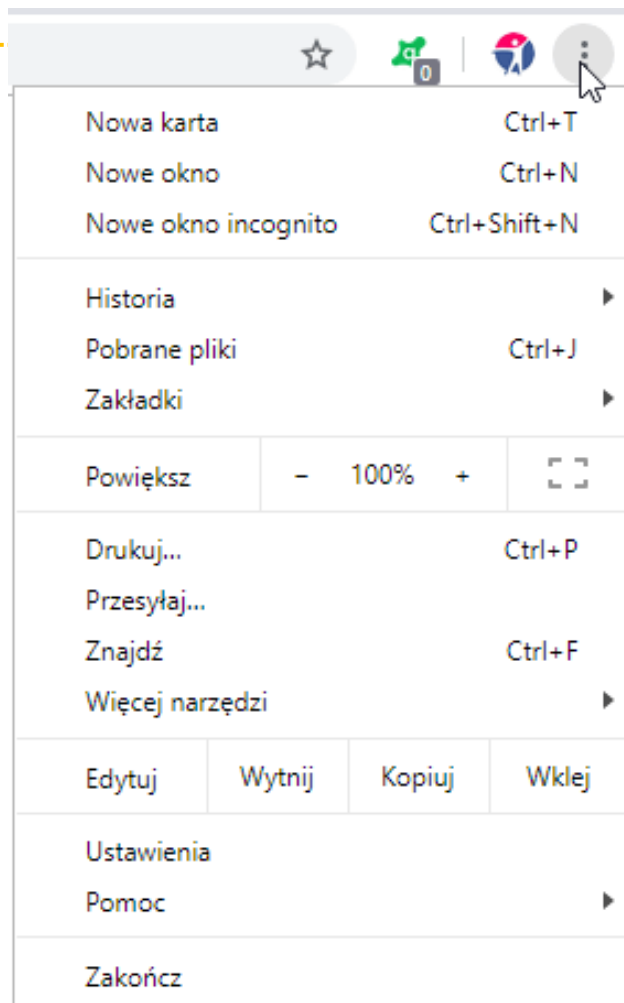 0
Nowa karta Ctrl+T
Nowe okno Ctrl+N
Nowe okno incognito Ctrl+Shift+N
Historia
Pobrane pliki Ctrl+J
Zakładki
Powiększ - 100% +
Drukuj... Ctrl+P
Przesyłaj...
Znajdź Ctrl+F
Więcej narzędzi
Edytuj Wytnij Kopiuj Wklej
Ustawienia
Pomoc
Zakończ